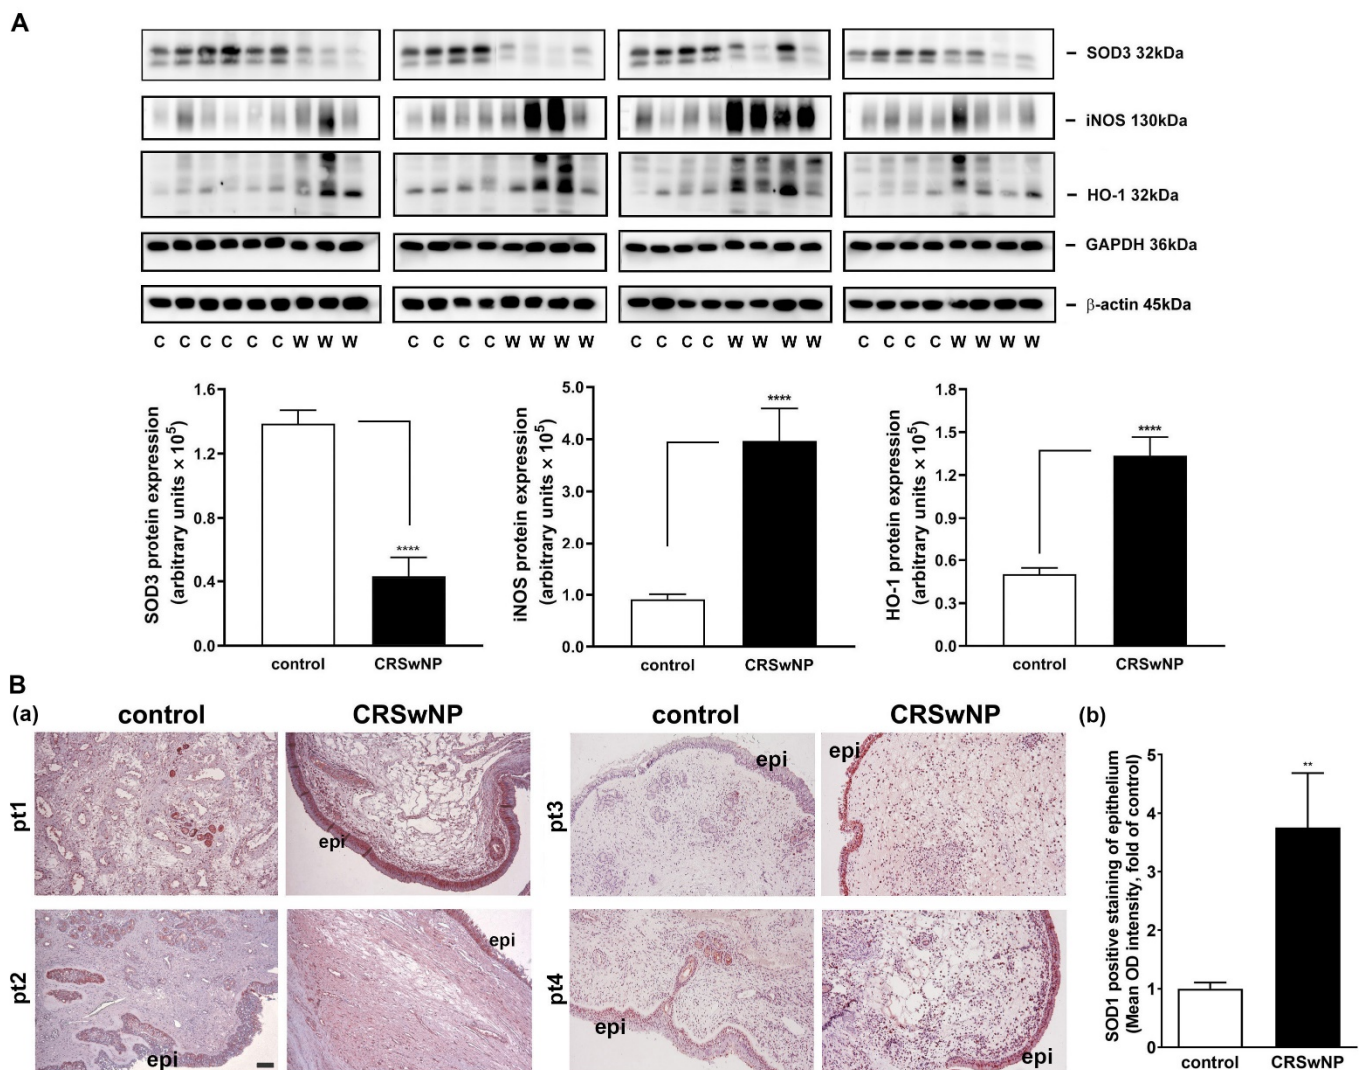 A
SOD3 32kDa
iNOS 130kDa
HO-1 32kDa
GAPDH 36kDa
β-actin 45kDa
C C C C C C W W W C C C C W W W W C C C C W W W W C C C C W W W W
SOD3 protein expression
(arbitrary units × 10⁵)
1.6
1.2
0.8
0.4
0.0
****
control CRSwNP
iNOS protein expression
(arbitrary units × 10⁵)
5.0
4.0
3.0
2.0
1.0
0.0
****
control CRSwNP
HO-1 protein expression
(arbitrary units × 10⁵)
1.8
1.5
1.2
0.9
0.6
0.3
0.0
****
control CRSwNP
B
(a)
control CRSwNP control CRSwNP
pt1
epi
pt3
epi
epi
pt2
epi
epi
pt4
epi
epi
(b)
SOD1 positive staining of epithelium
(Mean OD intensity, fold of control)
5
4
3
2
1
0
**
control CRSwNP